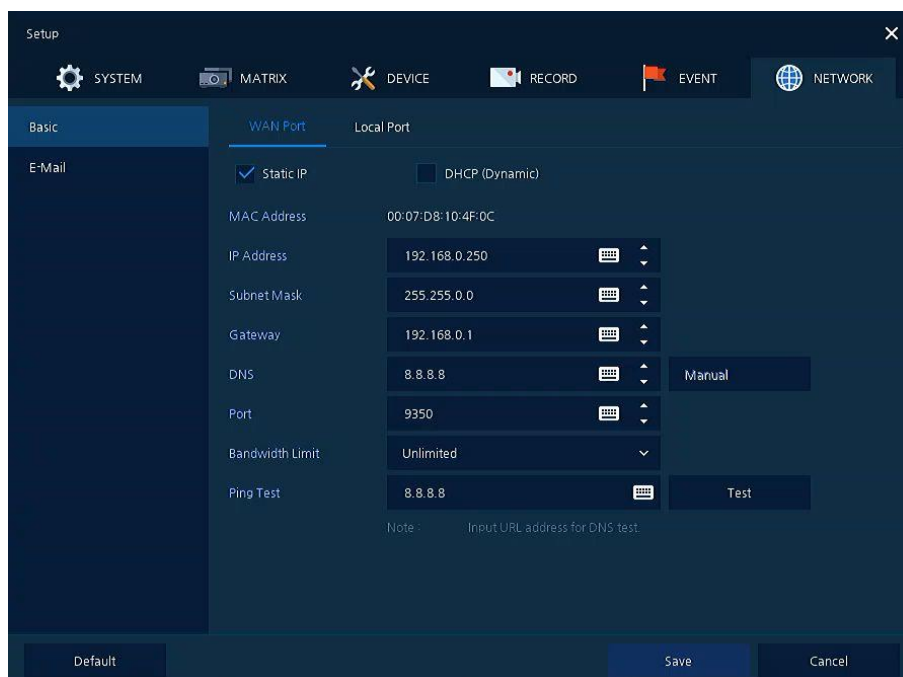 Setup
SYSTEM MATRIX DEVICE RECORD EVENT NETWORK
Basic
E-Mail
WAN Port Local Port
Static IP DHCP (Dynamic)
MAC Address 00:07:D8:10:4F:0C
IP Address 192.168.0.250
Subnet Mask 255.255.0.0
Gateway 192.168.0.1
DNS 8.8.8.8 Manual
Port 9350
Bandwidth Limit Unlimited
Ping Test 8.8.8.8 Test
Note : Input URL address for DNS test.
Default Save Cancel